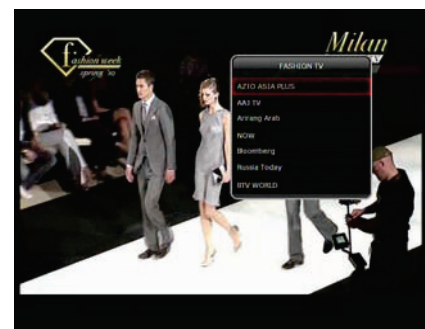 fashion week
spring '10
Milan
FASHION TV
AZIO ASIA PLUS
AAJ TV
Arirang Arab
NOW
Bloomberg
Russia Today
BTV WORLD